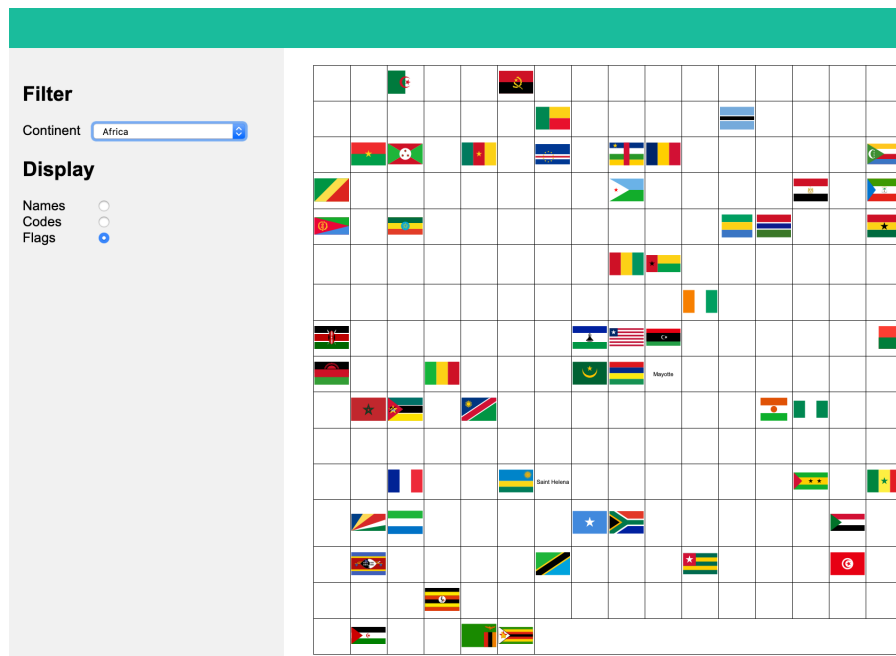 Filter
Continent Africa
Display
Names
Codes
Flags
Mayotte
Saint Helena